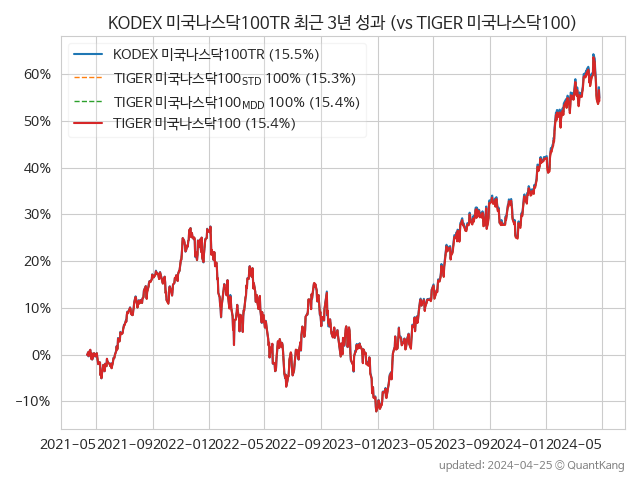 KODEX 미국나스닥100TR 최근 3년 성과 (vs TIGER 미국나스닥100)
KODEX 미국나스닥100TR (15.5%)
TIGER 미국나스닥100STD 100% (15.3%)
TIGER 미국나스닥100MDD 100% (15.4%)
TIGER 미국나스닥100 (15.4%)
60%
50%
40%
30%
20%
10%
0%
−10%
2021−05 2021−09 2022−01 2022−05 2022−09 2023−01 2023−05 2023−09 2024−01 2024−05
updated: 2024-04-25 © QuantKang